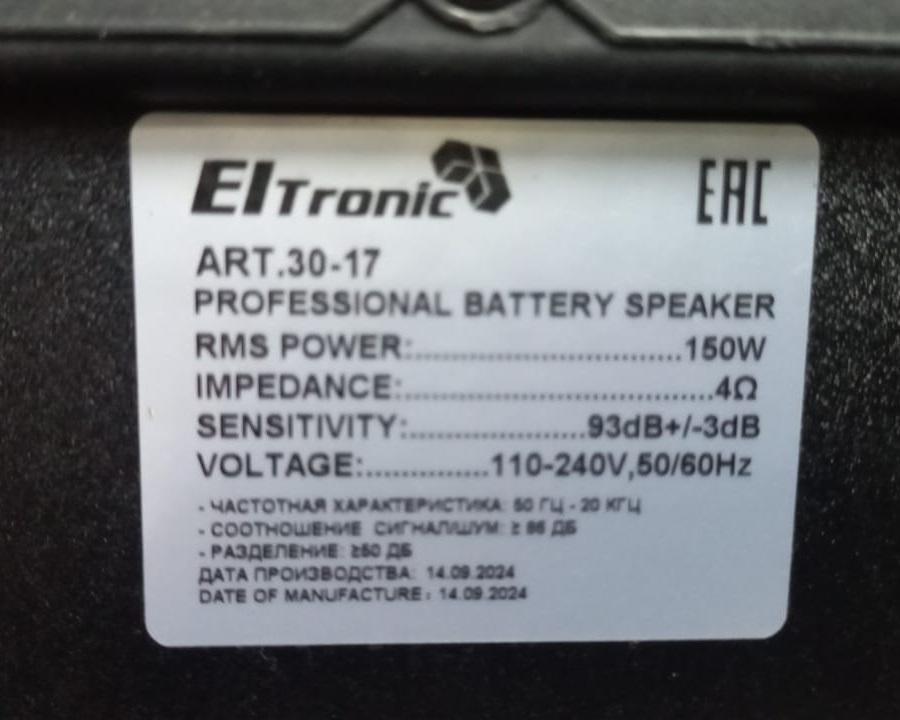 ElTronic
EAC
ART.30-17
PROFESSIONAL BATTERY SPEAKER
RMS POWER:..............................150W
IMPEDANCE:...................................4Ω
SENSITIVITY:....................93dB+/-3dB
VOLTAGE:..............110-240V,50/60Hz
- ЧАСТОТНАЯ ХАРАКТЕРИСТИКА: 50 ГЦ - 20 КГЦ
- СООТНОШЕНИЕ СИГНАЛ/ШУМ: ≥ 86 ДБ
- РАЗДЕЛЕНИЕ: ≥50 ДБ
ДАТА ПРОИЗВОДСТВА: 14.09.2024
DATE OF MANUFACTURE: 14.09.2024